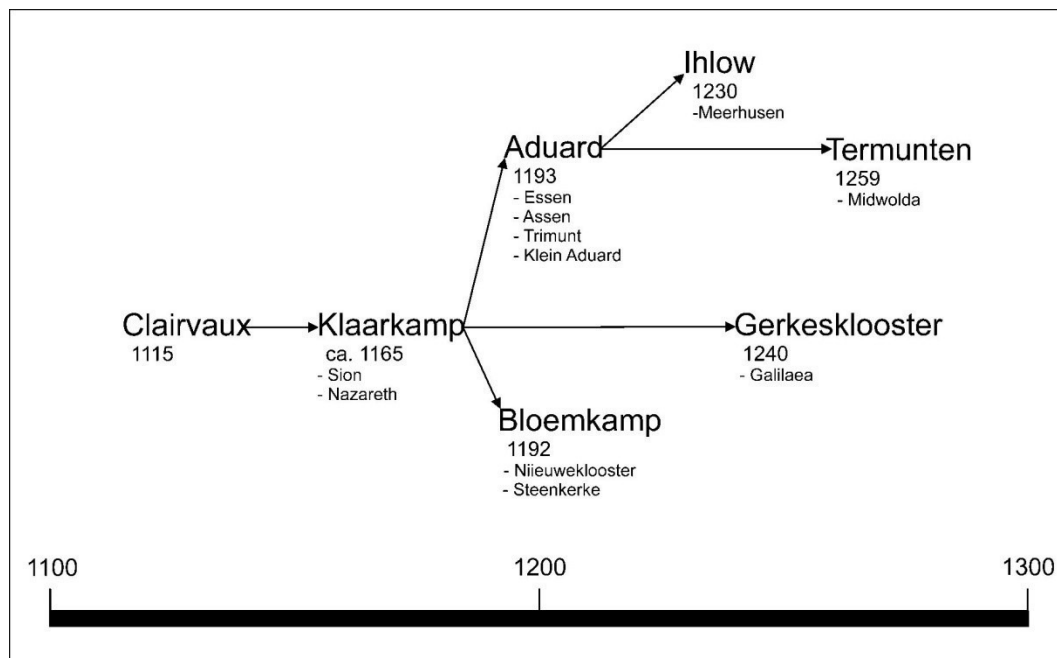 Ihlow
1230
-Meerhusen
Aduard
1193
- Essen
- Assen
- Trimunt
- Klein Aduard
Termunten
1259
- Midwolda
Clairvaux
1115
Klaarkamp
ca. 1165
- Sion
- Nazareth
Gerkesklooster
1240
- Galilaea
Bloemkamp
1192
- Niieuweklooster
- Steenkerke
1100
1200
1300